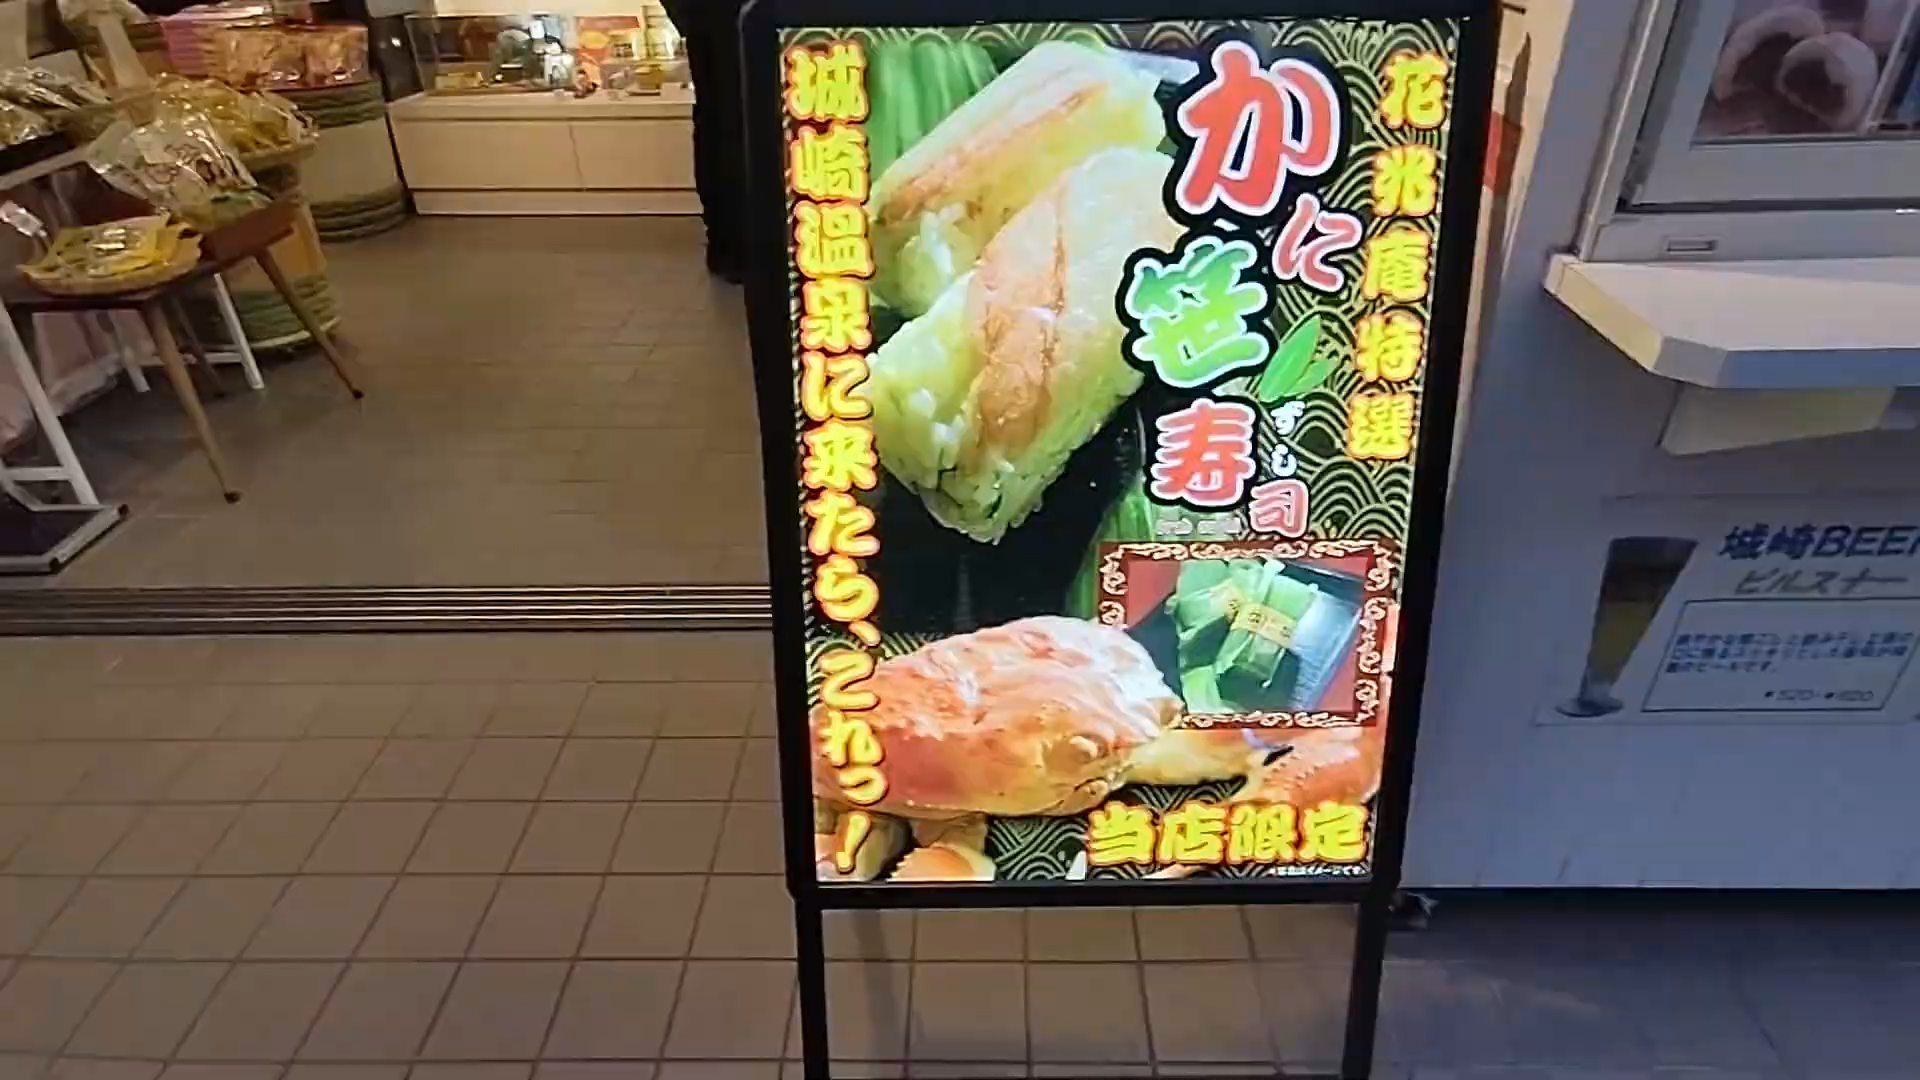 花兆庵特選
かに笹寿司
ずし
城崎温泉に来たら、これっ!
当店限定
城崎BEER
ピルスナー